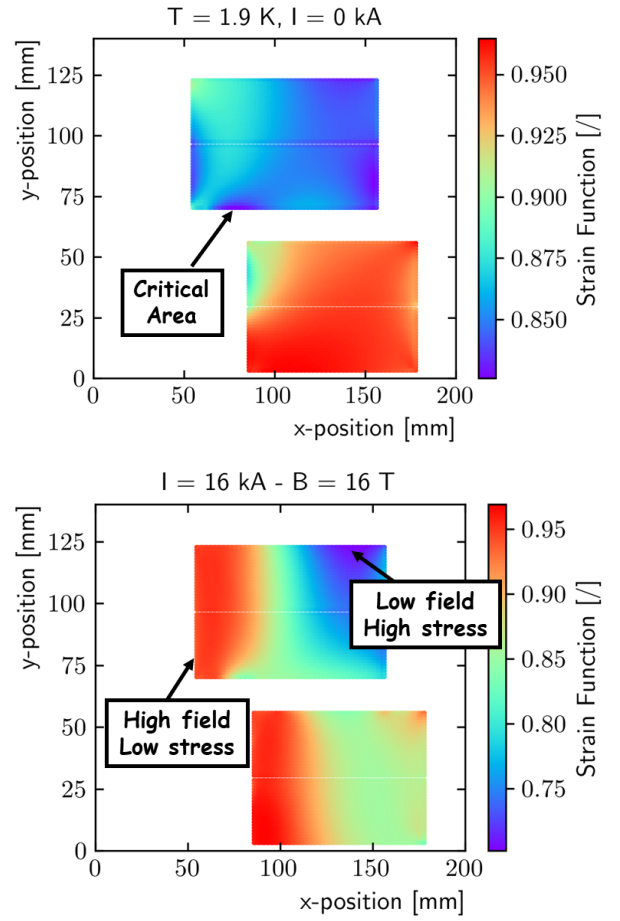 T = 1.9 K, I = 0 kA
y-position [mm]
125
100
75
50
25
0
0
50
100
150
200
x-position [mm]
Critical
Area
0.950
0.925
0.900
0.875
0.850
Strain Function [/]
I = 16 kA - B = 16 T
y-position [mm]
125
100
75
50
25
0
0
50
100
150
200
x-position [mm]
Low field
High stress
High field
Low stress
0.95
0.90
0.85
0.80
0.75
Strain Function [/]